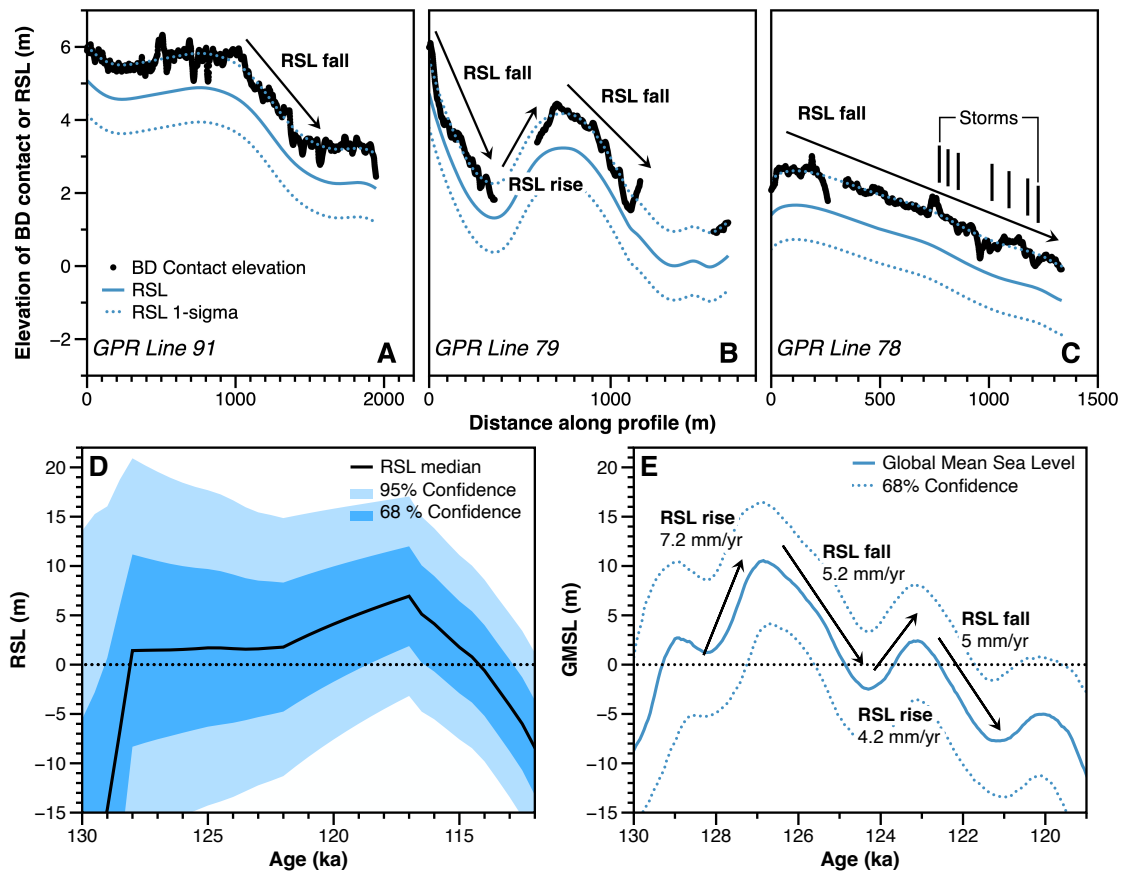 Elevation of BD contact or RSL (m)
6
4
2
0
−2
RSL fall
BD Contact elevation
RSL
RSL 1-sigma
GPR Line 91
A
0
1000
2000
RSL fall
RSL rise
RSL fall
GPR Line 79
B
0
1000
RSL fall
Storms
GPR Line 78
C
0
500
1000
1500
Distance along profile (m)
D
RSL median
95% Confidence
68 % Confidence
RSL (m)
20
15
10
5
0
−5
−10
−15
130
125
120
115
Age (ka)
E
Global Mean Sea Level
68% Confidence
GMSL (m)
20
15
10
5
0
−5
−10
−15
RSL rise
7.2 mm/yr
RSL fall
5.2 mm/yr
RSL fall
5 mm/yr
RSL rise
4.2 mm/yr
130
128
126
124
122
120
Age (ka)